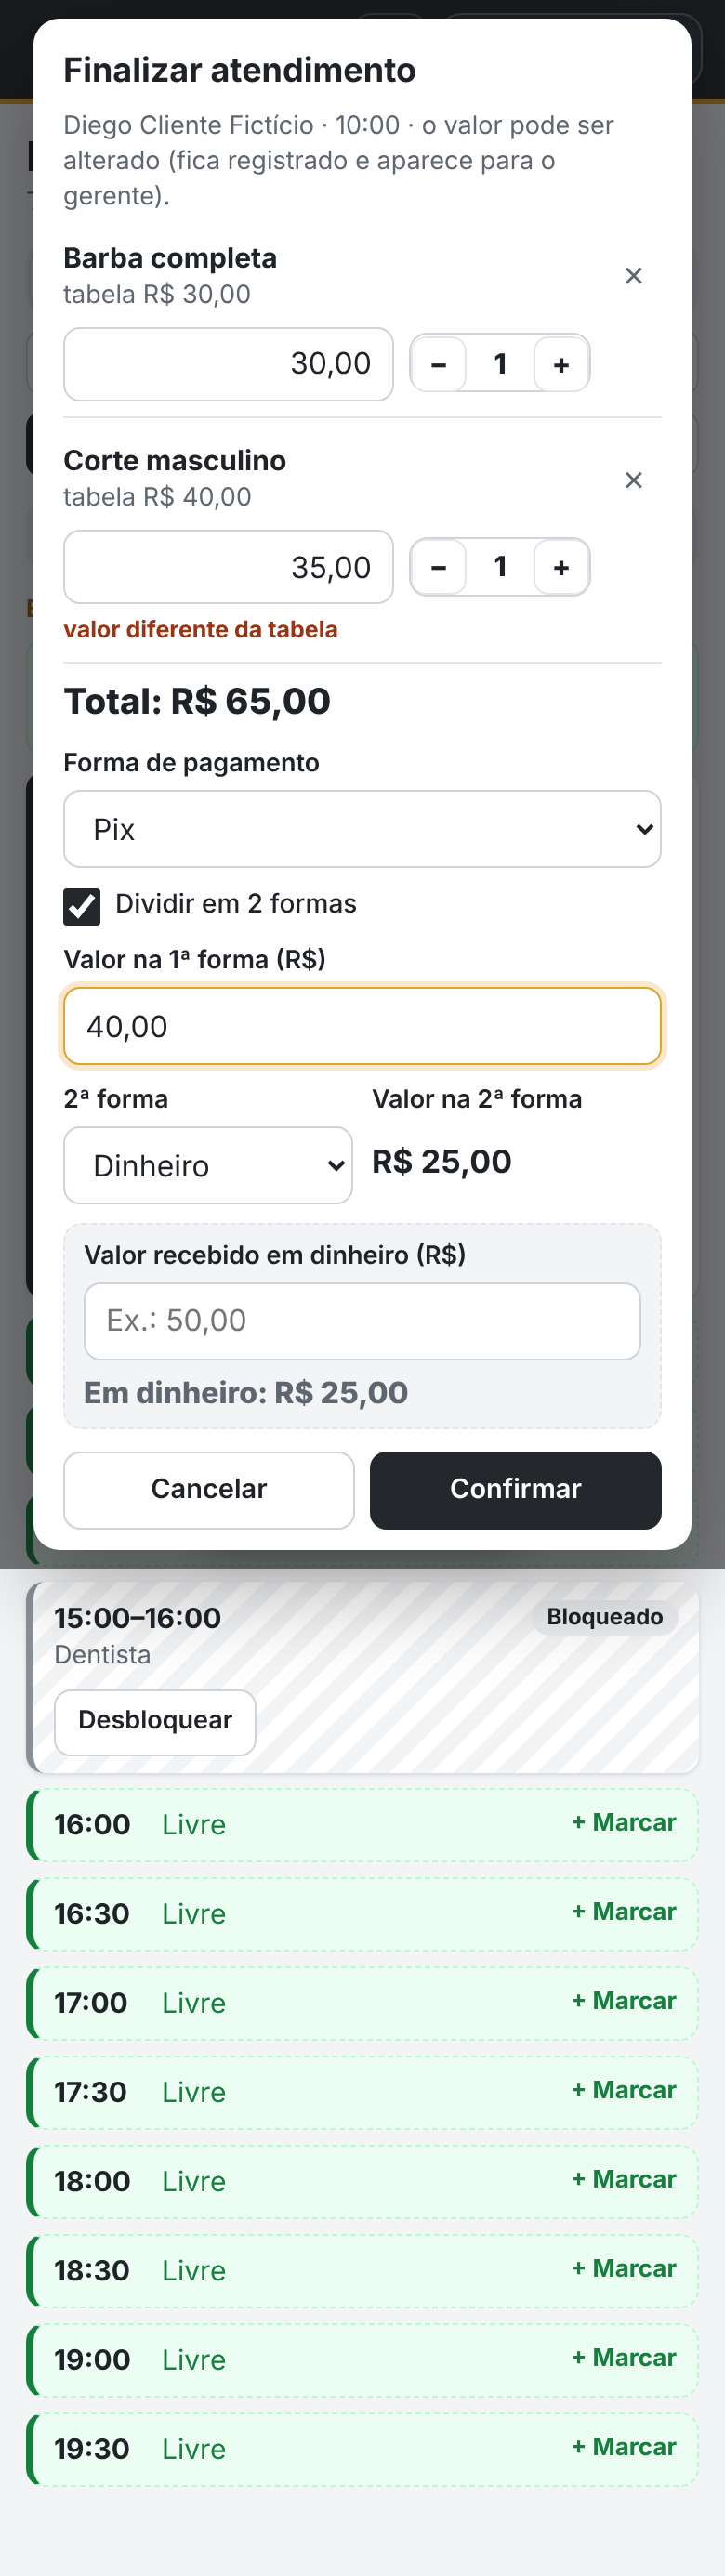 Finalizar atendimento
Diego Cliente Fictício · 10:00 · o valor pode ser
alterado (fica registrado e aparece para o
gerente).
Barba completa
×
tabela R$ 30,00
30,00
– 1 +
Corte masculino
×
tabela R$ 40,00
35,00
– 1 +
valor diferente da tabela
Total: R$ 65,00
Forma de pagamento
Pix
Dividir em 2 formas
Valor na 1ª forma (R$)
40,00
2ª forma
Valor na 2ª forma
Dinheiro
R$ 25,00
Valor recebido em dinheiro (R$)
Ex.: 50,00
Em dinheiro: R$ 25,00
Cancelar
Confirmar
15:00–16:00
Bloqueado
Dentista
Desbloquear
16:00 Livre + Marcar
16:30 Livre + Marcar
17:00 Livre + Marcar
17:30 Livre + Marcar
18:00 Livre + Marcar
18:30 Livre + Marcar
19:00 Livre + Marcar
19:30 Livre + Marcar